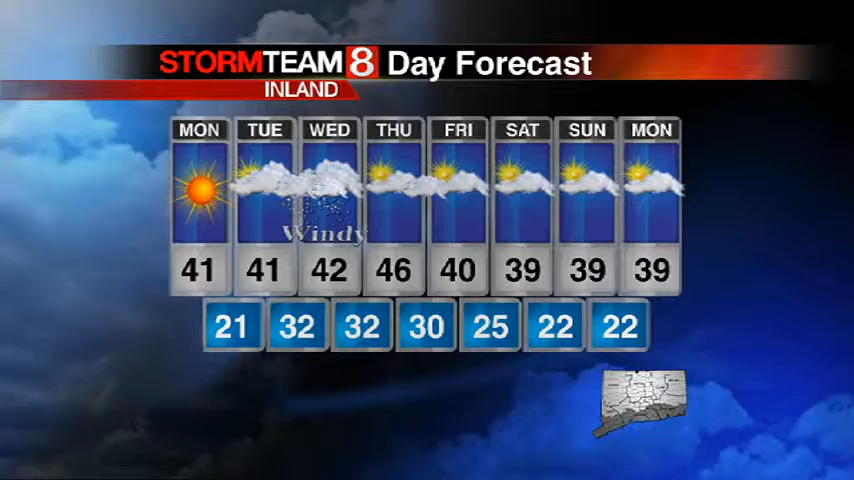 STORMTEAM 8 Day Forecast
INLAND
MON TUE WED THU FRI SAT SUN MON
Windy
41 41 42 46 40 39 39 39
21 32 32 30 25 22 22